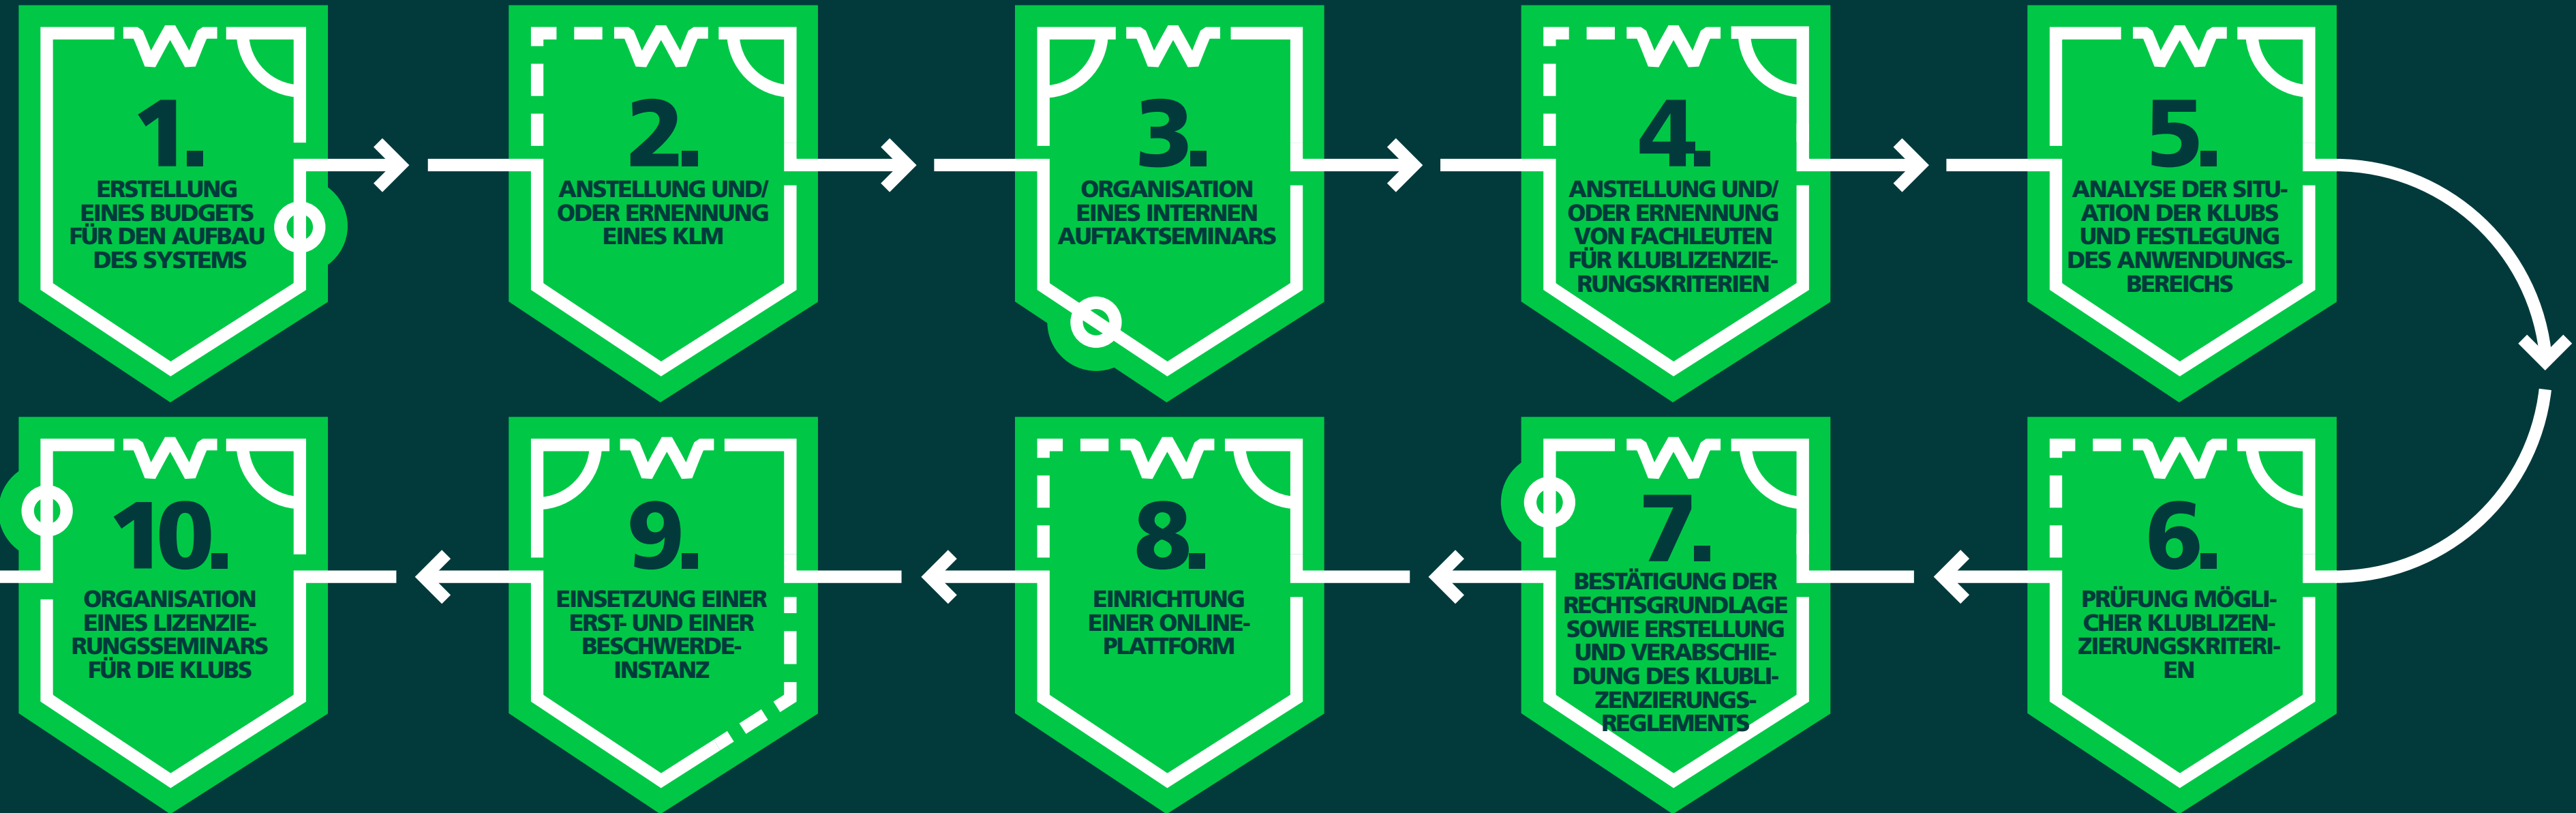 1.
ERSTELLUNG
EINES BUDGETS
FÜR DEN AUFBAU
DES SYSTEMS
2.
ANSTELLUNG UND/
ODER ERNENNUNG
EINES KLM
3.
ORGANISATION
EINES INTERNEN
AUFTAKTSEMINARS
4.
ANSTELLUNG UND/
ODER ERNENNUNG
VON FACHLEUTEN
FÜR KLUBLIZENZIE-
RUNGSKRITERIEN
5.
ANALYSE DER SITU-
ATION DER KLUBS
UND FESTLEGUNG
DES ANWENDUNGS-
BEREICHS
6.
PRÜFUNG MÖGLI-
CHER KLUBLIZEN-
ZIERUNGSKRITERI-
EN
7.
BESTÄTIGUNG DER
RECHTSGRUNDLAGE
SOWIE ERSTELLUNG
UND VERABSCHIE-
DUNG DES KLUBLI-
ZENZIERUNGS-
REGLEMENTS
8.
EINRICHTUNG
EINER ONLINE-
PLATTFORM
9.
EINSETZUNG EINER
ERST- UND EINER
BESCHWERDE-
INSTANZ
10.
ORGANISATION
EINES LIZENZIE-
RUNGSSEMINARS
FÜR DIE KLUBS